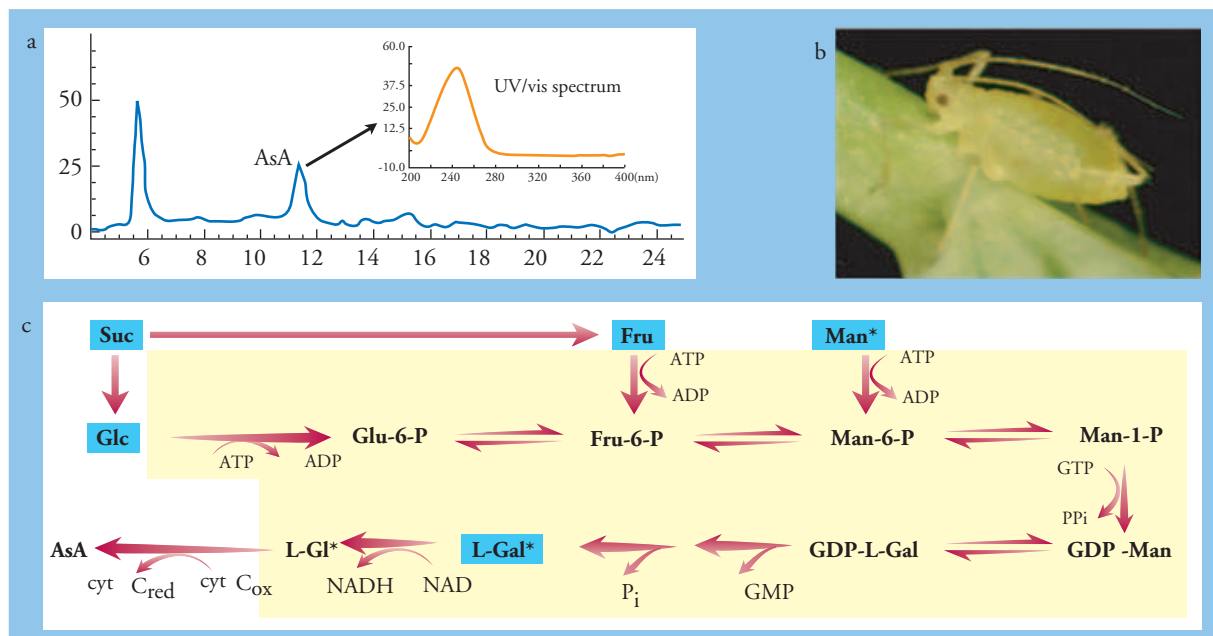 a
50
25
0
6 8 10 12 14 16 18 20 22 24
AsA
60.0
37.5
25.0
12.5
-10.0
200 240 280 320 360 400(nm)
UV/vis spectrum
b
c
Suc Fru Man*
ATP ATP
ADP ADP
Glc Glu-6-P Fru-6-P Man-6-P Man-1-P
ATP ADP
GTP
PPi
AsA L-Gl* L-Gal* GDP-L-Gal GDP -Man
cyt Cred cyt Cox NADH NAD Pi GMP